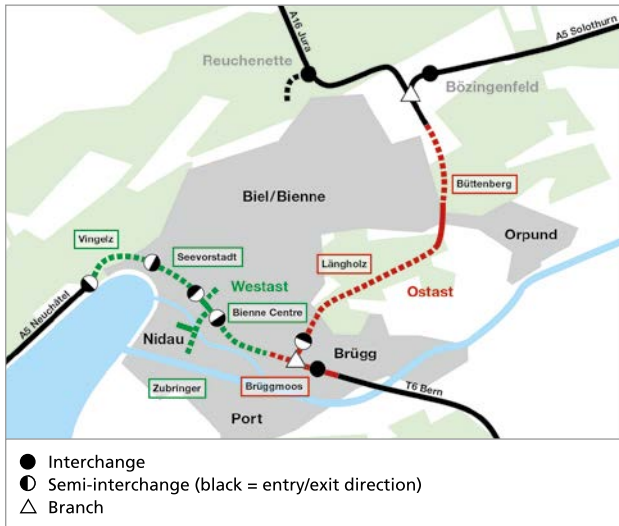 A16 Jura
A5 Solothurn
Reuchenette
Bözingenfeld
Biel/Bienne
Büttenberg
Orpund
Vingelz
Seevorstadt
Längholz
Westast
Ostast
Bienne Centre
A5 Neuchâtel
Nidau
Brügg
Zubringer
Brüggmoos
T6 Bern
Port
Interchange
Semi-interchange (black = entry/exit direction)
Branch